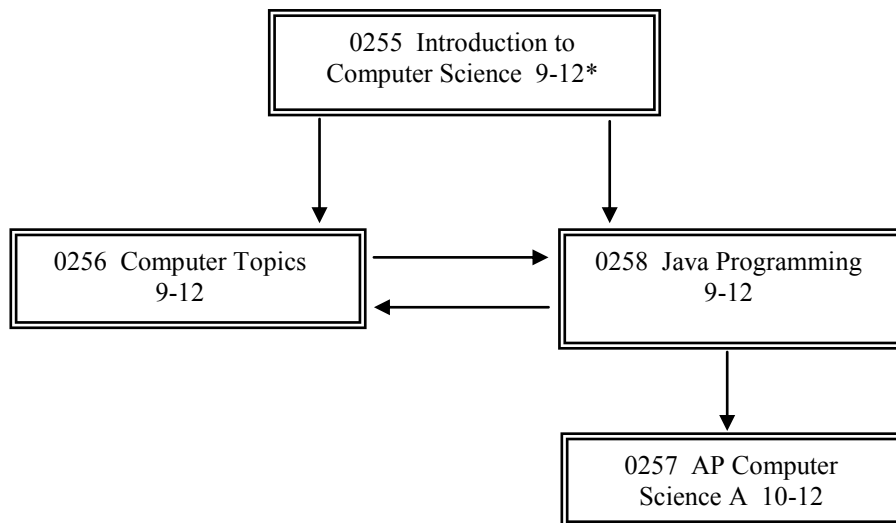 0255 Introduction to
Computer Science 9-12*
0256 Computer Topics
9-12
0258 Java Programming
9-12
0257 AP Computer
Science A 10-12